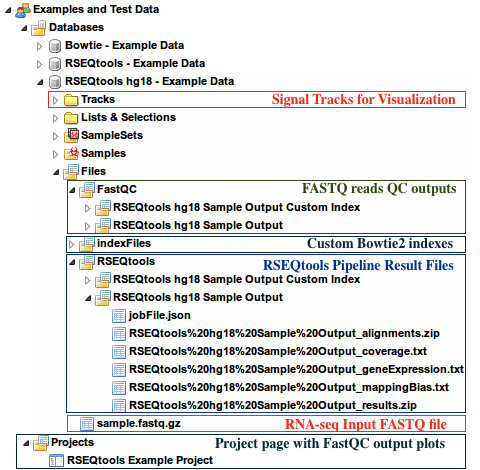 Examples and Test Data
Databases
Bowtie - Example Data
RSEQtools - Example Data
RSEQtools hg18 - Example Data
Tracks Signal Tracks for Visualization
Lists & Selections
SampleSets
Samples
Files
FastQC FASTQ reads QC outputs
RSEQtools hg18 Sample Output Custom Index
RSEQtools hg18 Sample Output
indexFiles Custom Bowtie2 indexes
RSEQtools RSEQtools Pipeline Result Files
RSEQtools hg18 Sample Output Custom Index
RSEQtools hg18 Sample Output
jobFile.json
RSEQtools%20hg18%20Sample%20Output_alignments.zip
RSEQtools%20hg18%20Sample%20Output_coverage.txt
RSEQtools%20hg18%20Sample%20Output_geneExpression.txt
RSEQtools%20hg18%20Sample%20Output_mappingBias.txt
RSEQtools%20hg18%20Sample%20Output_results.zip
sample.fastq.gz RNA-seq Input FASTQ file
Projects Project page with FastQC output plots
RSEQtools Example Project